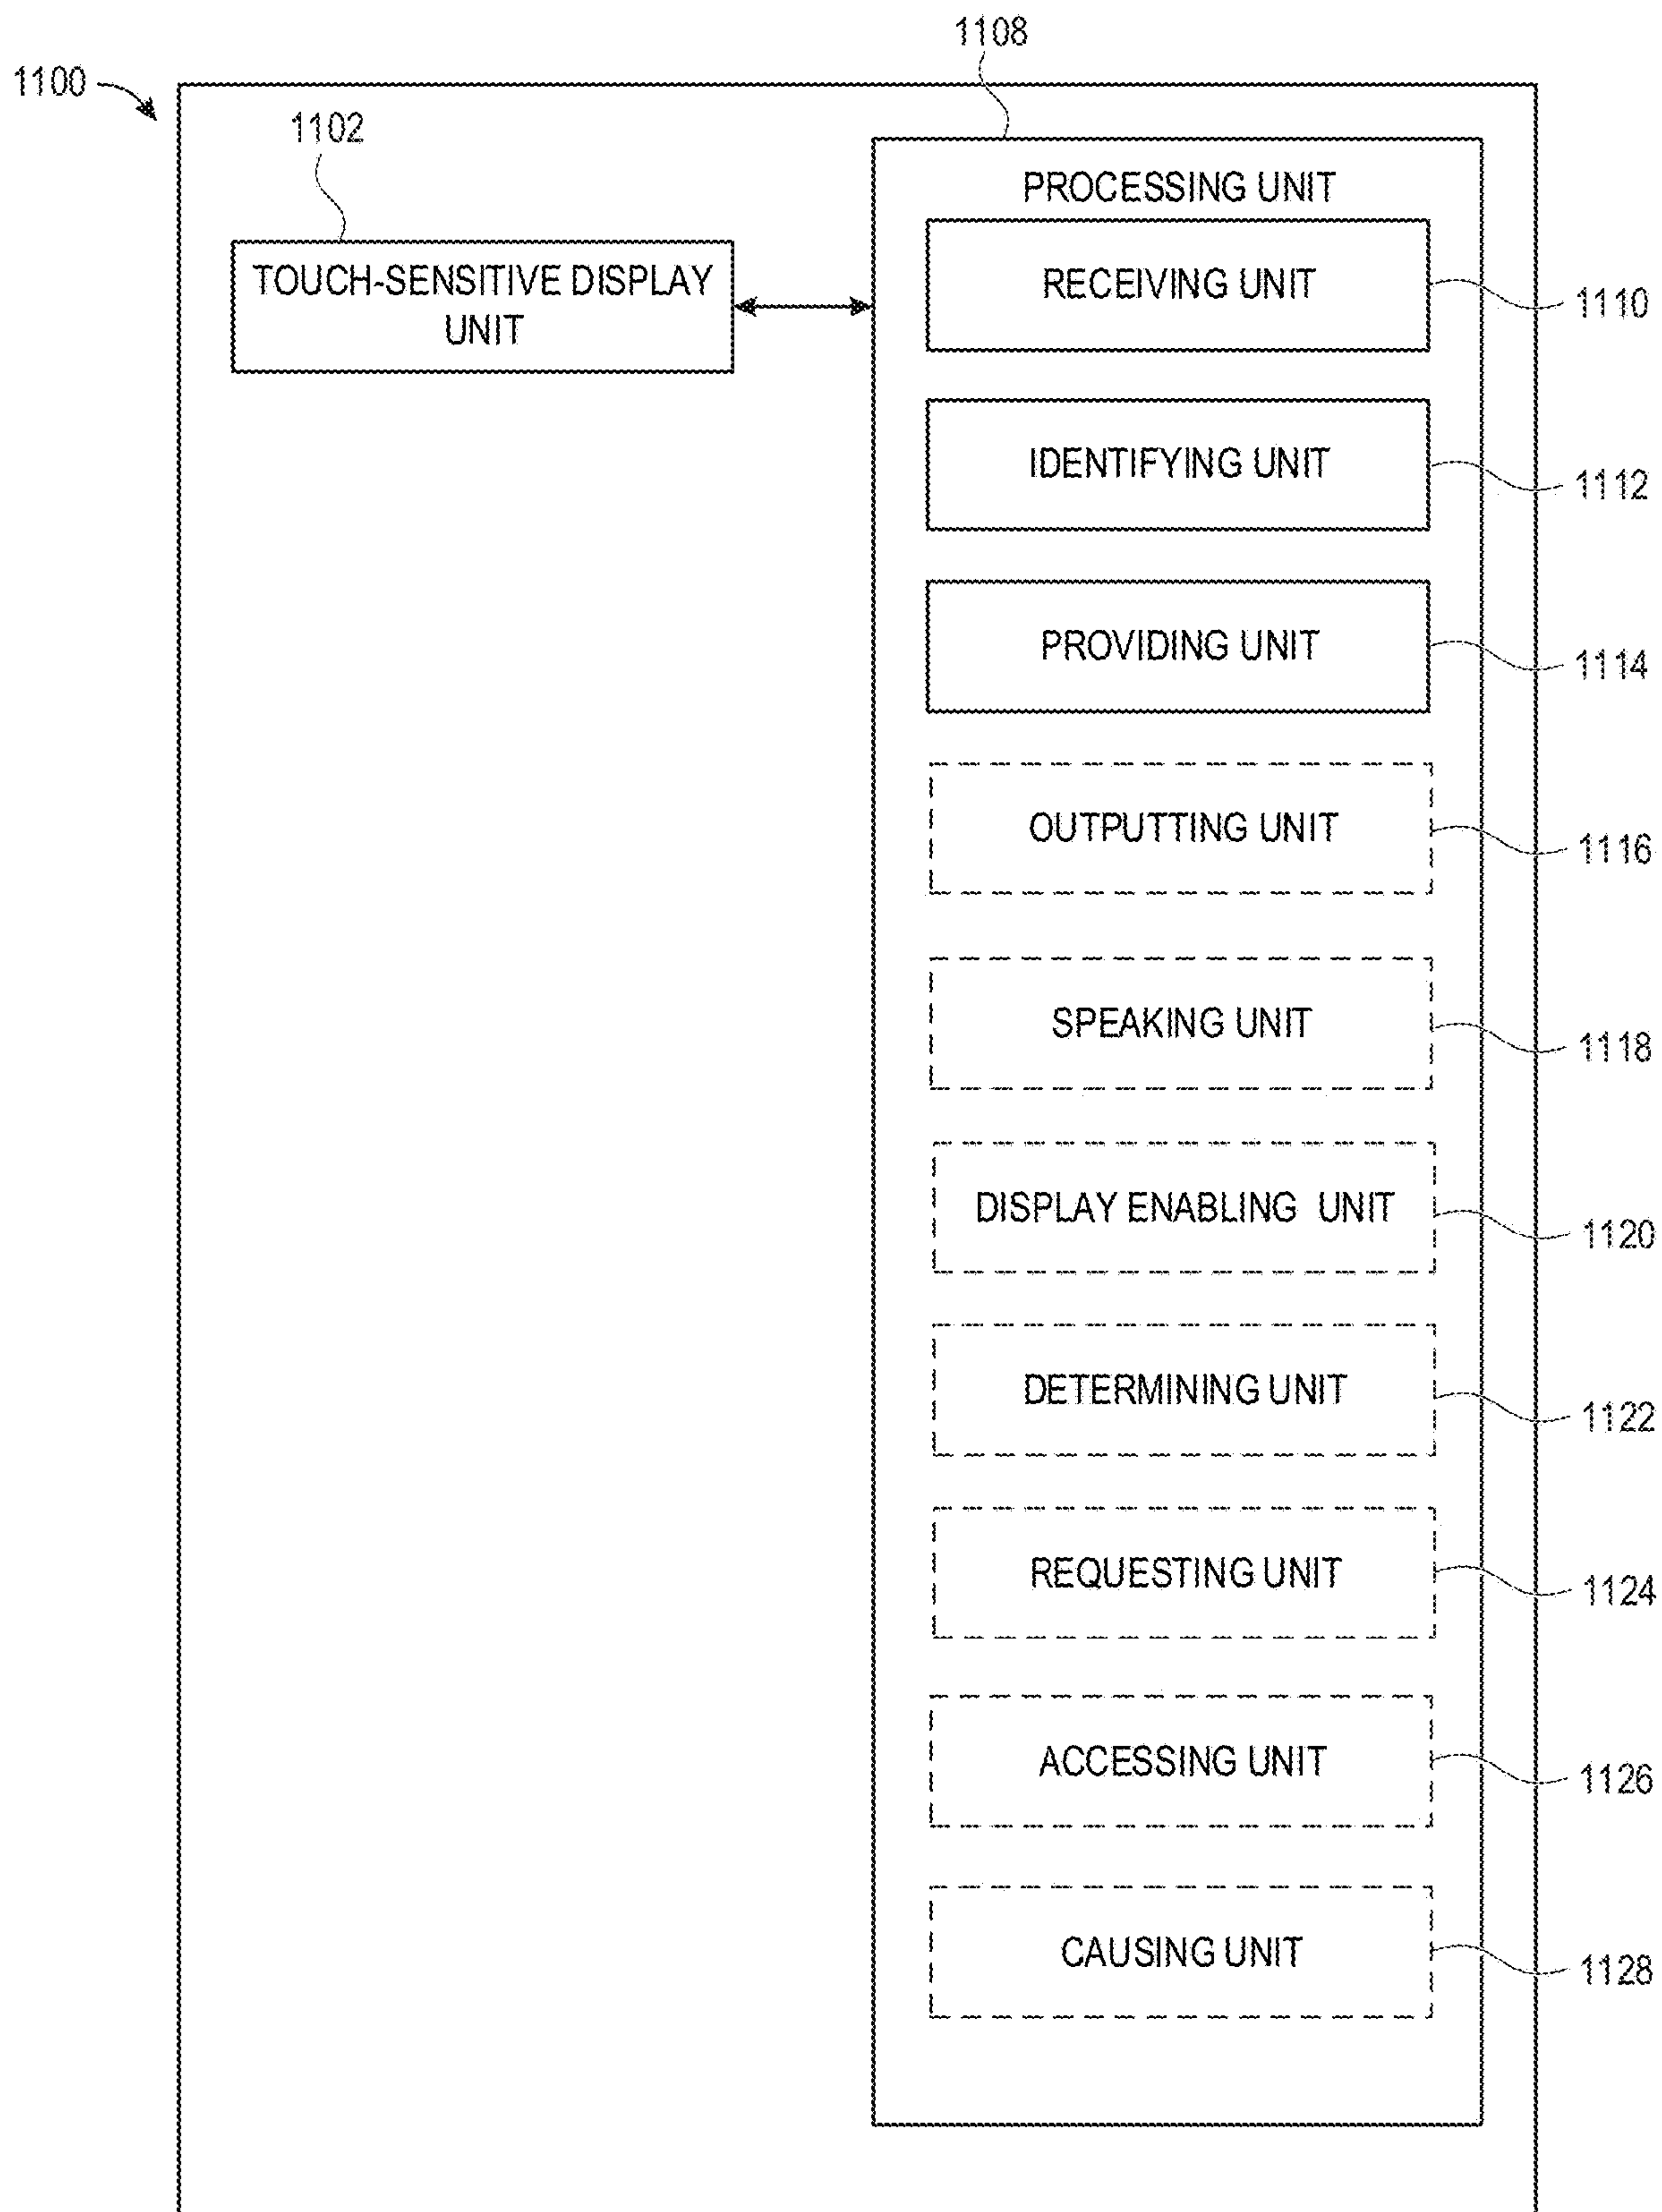 1108
1100
1102
PROCESSING UNIT
TOUCH-SENSITIVE DISPLAY
UNIT
RECEIVING UNIT
1110
IDENTIFYING UNIT
1112
PROVIDING UNIT
1114
OUTPUTTING UNIT
1116
SPEAKING UNIT
1118
DISPLAY ENABLING UNIT
1120
DETERMINING UNIT
1122
REQUESTING UNIT
1124
ACCESSING UNIT
1126
CAUSING UNIT
1128